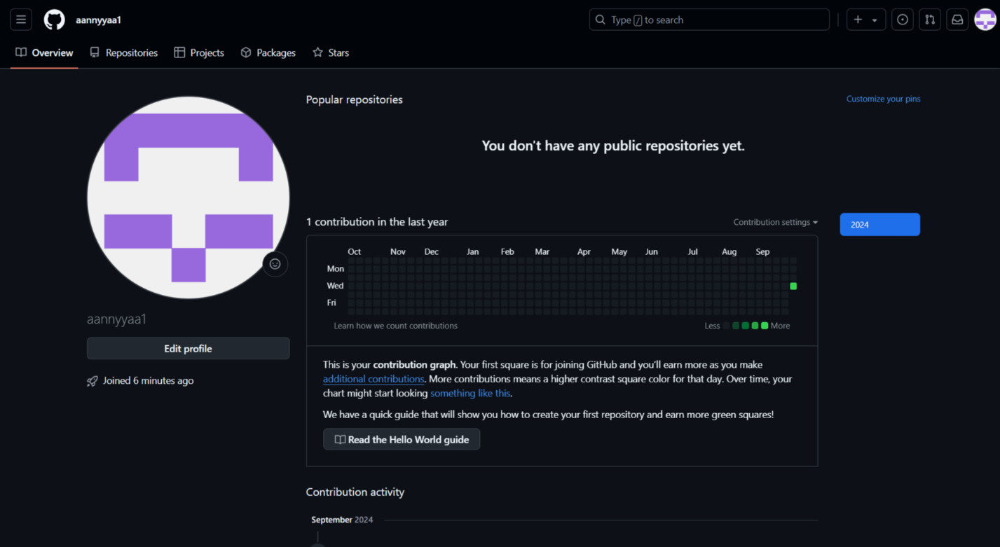 aannyyaa1
Type / to search
Overview
Repositories
Projects
Packages
Stars
Popular repositories
Customize your pins
You don't have any public repositories yet.
1 contribution in the last year
Contribution settings
2024
Oct Nov Dec Jan Feb Mar Apr May Jun Jul Aug Sep
Mon
Wed
Fri
Learn how we count contributions
Less
More
aannyyaa1
Edit profile
Joined 6 minutes ago
This is your contribution graph. Your first square is for joining GitHub and you'll earn more as you make
additional contributions. More contributions means a higher contrast square color for that day. Over time, your
chart might start looking something like this.
We have a quick guide that will show you how to create your first repository and earn more green squares!
Read the Hello World guide
Contribution activity
September 2024